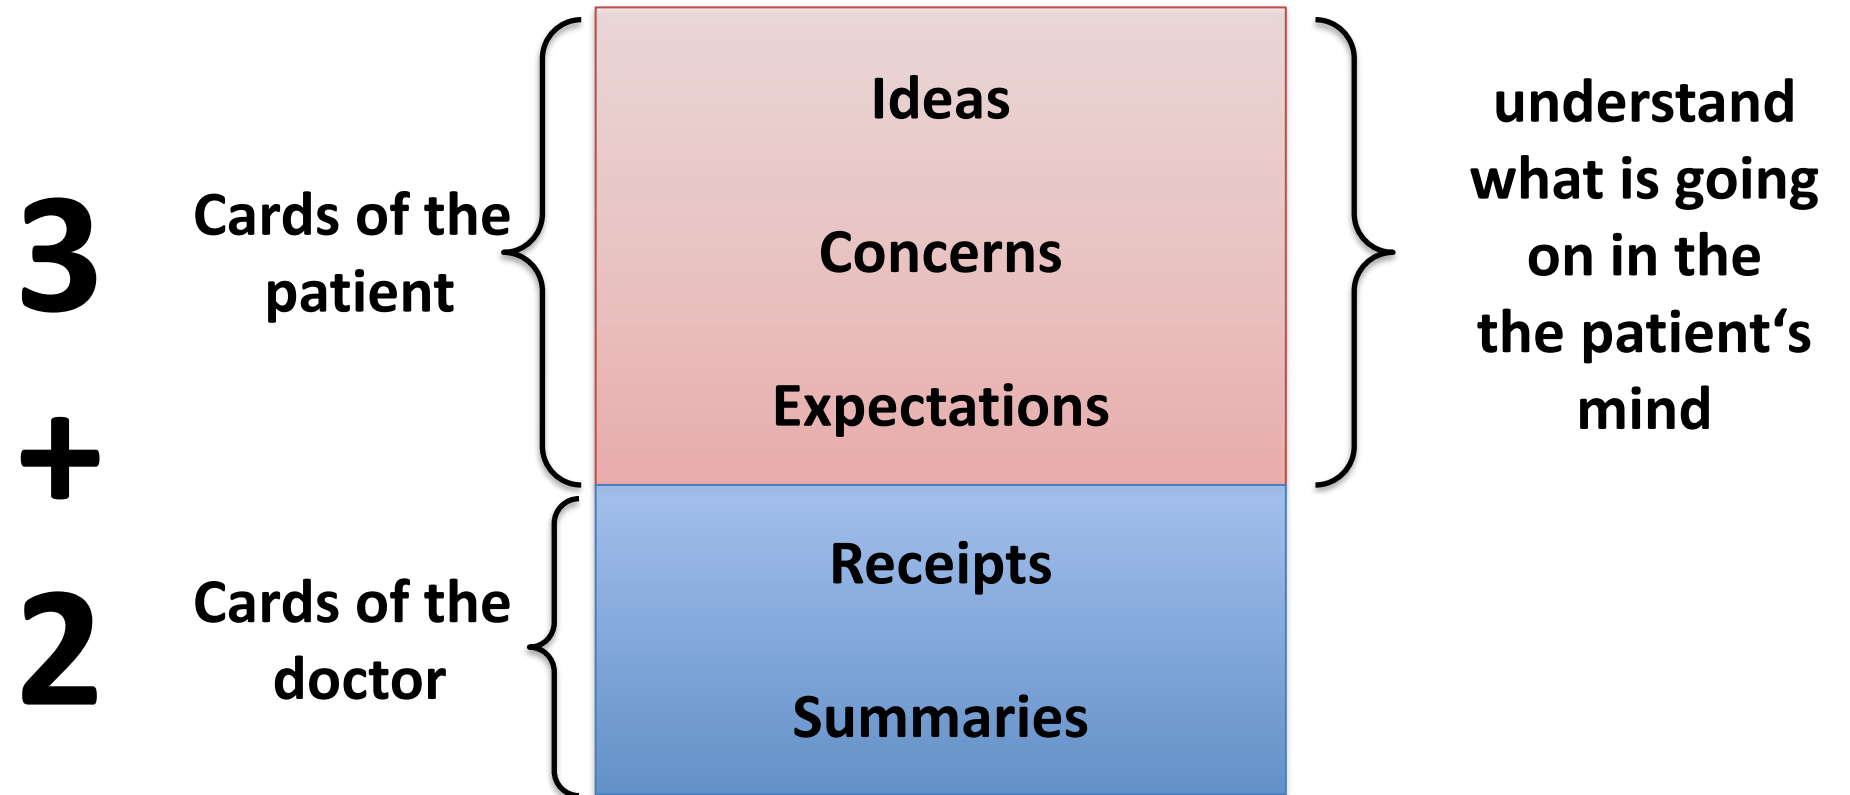 3
+
2
Cards of the
patient
Cards of the
doctor
Ideas
Concerns
Expectations
Receipts
Summaries
understand
what is going
on in the
the patient‘s
mind